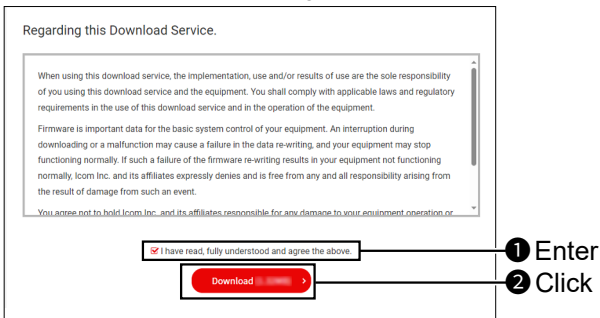 Regarding this Download Service.
When using this download service, the implementation, use and/or results of use are the sole responsibility
of you using this download service and the equipment. You shall comply with applicable laws and regulatory
requirements in the use of this download service and in the operation of the equipment.
Firmware is important data for the basic system control of your equipment. An interruption during
downloading or a malfunction may cause a failure in the data re-writing, and your equipment may stop
functioning normally. If such a failure of the firmware re-writing results in your equipment not functioning
normally, Icom Inc. and its affiliates expressly denies and is free from any and all responsibility arising from
the result of damage from such an event.
You agree not to hold Icom Inc. and its affiliates responsible for any damage to your equipment operation or
I have read, fully understood and agree the above.
❶ Enter
Download
❷ Click